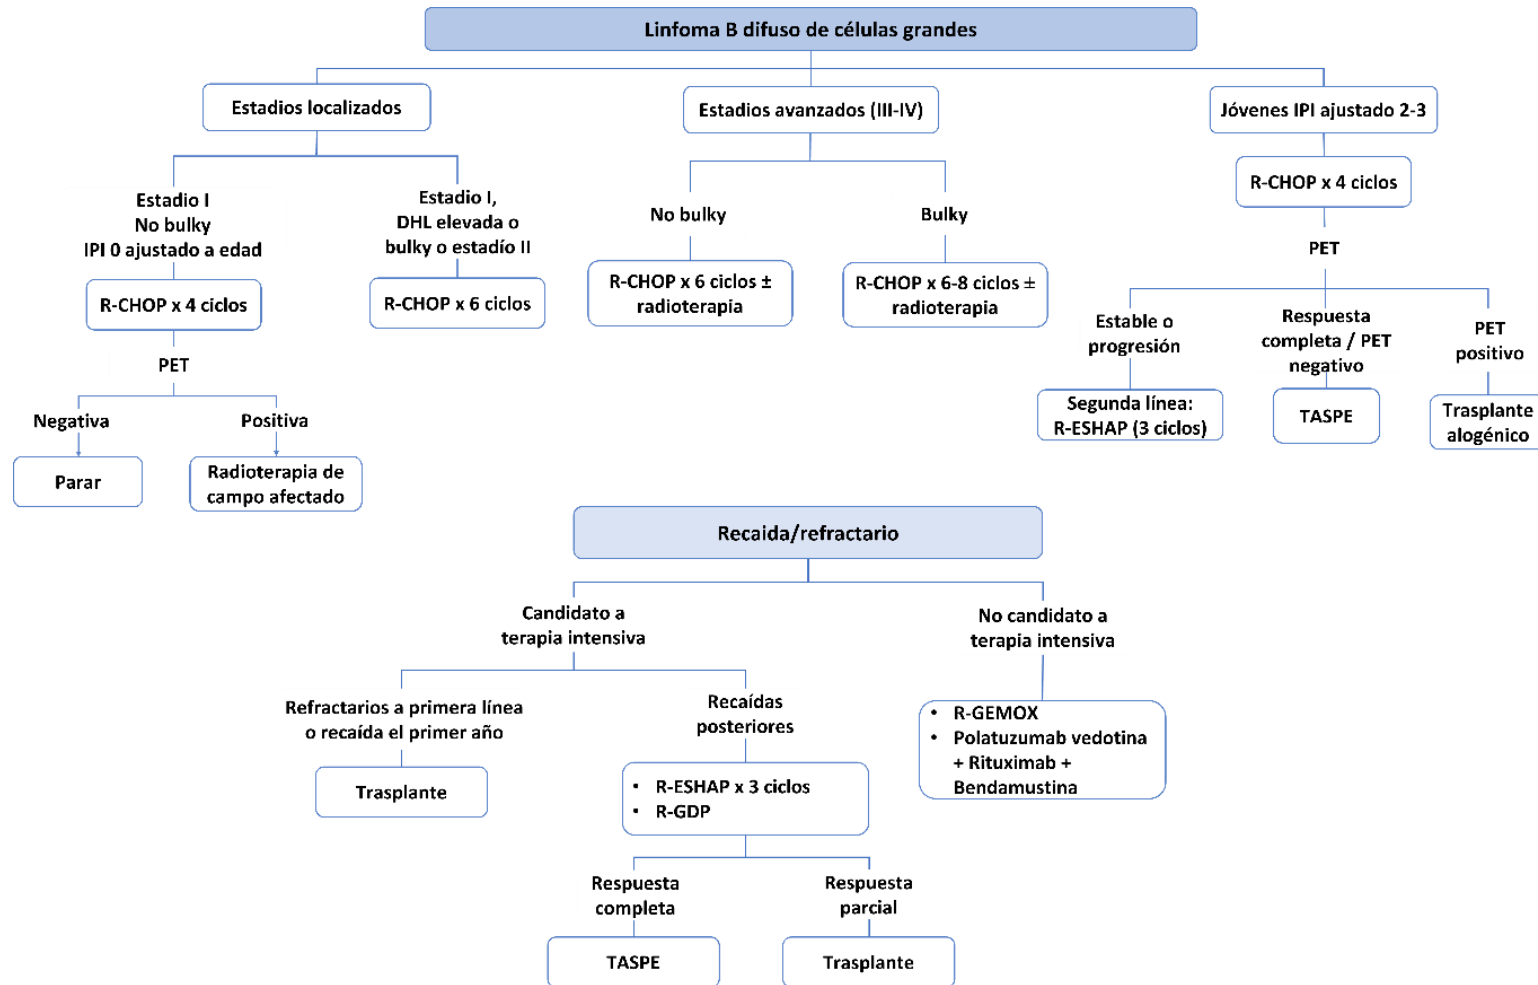 Linfoma B difuso de células grandes
Estadios localizados
Estadios avanzados (III-IV)
Jóvenes IPI ajustado 2-3
Estadio I
No bulky
IPI 0 ajustado a edad
Estadio I,
DHL elevada o
bulky o estadío II
No bulky
Bulky
R-CHOP x 4 ciclos
R-CHOP x 4 ciclos
R-CHOP x 6 ciclos
R-CHOP x 6 ciclos ±
radioterapia
R-CHOP x 6-8 ciclos ±
radioterapia
PET
PET
Negativa
Positiva
Parar
Radioterapia de
campo afectado
Estable o
progresión
Respuesta
completa / PET
negativo
PET
positivo
Segunda línea:
R-ESHAP (3 ciclos)
TASPE
Trasplante
alogénico
Recaida/refractario
Candidato a
terapia intensiva
No candidato a
terapia intensiva
Refractarios a primera línea
o recaída el primer año
Recaídas
posteriores
Trasplante
• R-ESHAP x 3 ciclos
• R-GDP
• R-GEMOX
• Polatuzumab vedotina
+ Rituximab +
Bendamustina
Respuesta
completa
Respuesta
parcial
TASPE
Trasplante